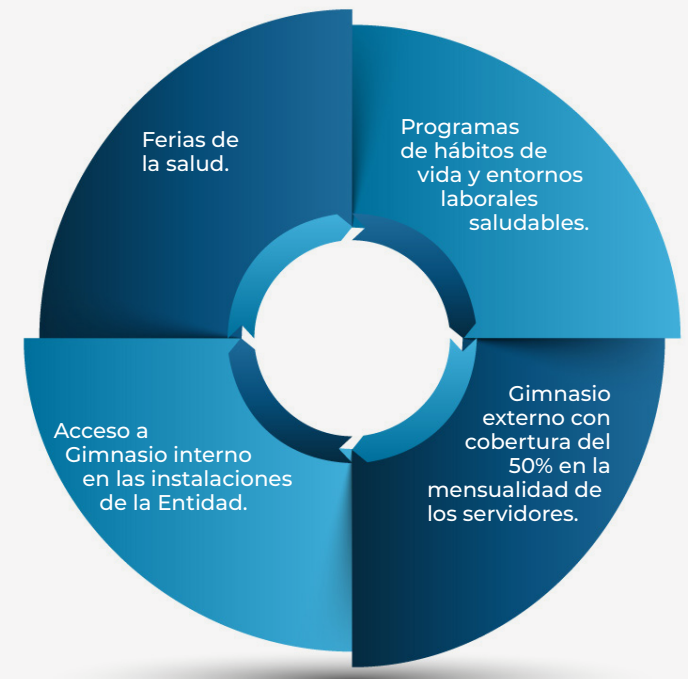 Ferias de
la salud.
Programas
de hábitos de
vida y entornos
laborales
saludables.
Acceso a
Gimnasio interno
en las instalaciones
de la Entidad.
Gimnasio
externo con
cobertura del
50% en la
mensualidad de
los servidores.